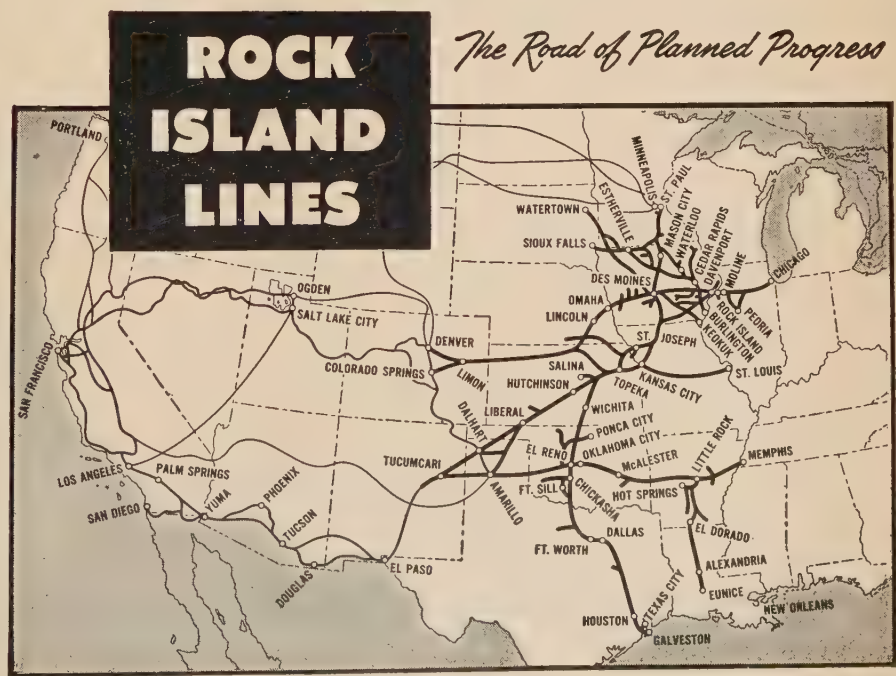 ROCK
ISLAND
LINES
The Road of Planned Progress
PORTLAND
MINNEAPOLIS
ST. PAUL
WATERTOWN
ESTHERVILLE
MASON CITY
WATERLOO
CEDAR RAPIDS
DAVENPORT
MOLINE
CHICAGO
SIOUX FALLS
DES MOINES
OGDEN
OMAHA
LINCOLN
PEORIA
ROCK ISLAND
BURLINGTON
KEOKUK
SALT LAKE CITY
SAN FRANCISCO
DENVER
ST. JOSEPH
COLORADO SPRINGS
LIMON
SALINA
HUTCHINSON
TOPEKA
KANSAS CITY
ST. LOUIS
LIBERAL
WICHITA
DALHART
PONCA CITY
LITTLE ROCK
EL RENO
OKLAHOMA CITY
TUCUMCARI
McALESTER
MEMPHIS
LOS ANGELES
PALM SPRINGS
FT. SILL
HOT SPRINGS
AMARILLO
CHICKASHA
SAN DIEGO
YUMA
PHOENIX
TUCSON
DALLAS
EL DORADO
FT. WORTH
DOUGLAS
EL PASO
ALEXANDRIA
EUNICE
TEXAS CITY
NEW ORLEANS
HOUSTON
GALVESTON